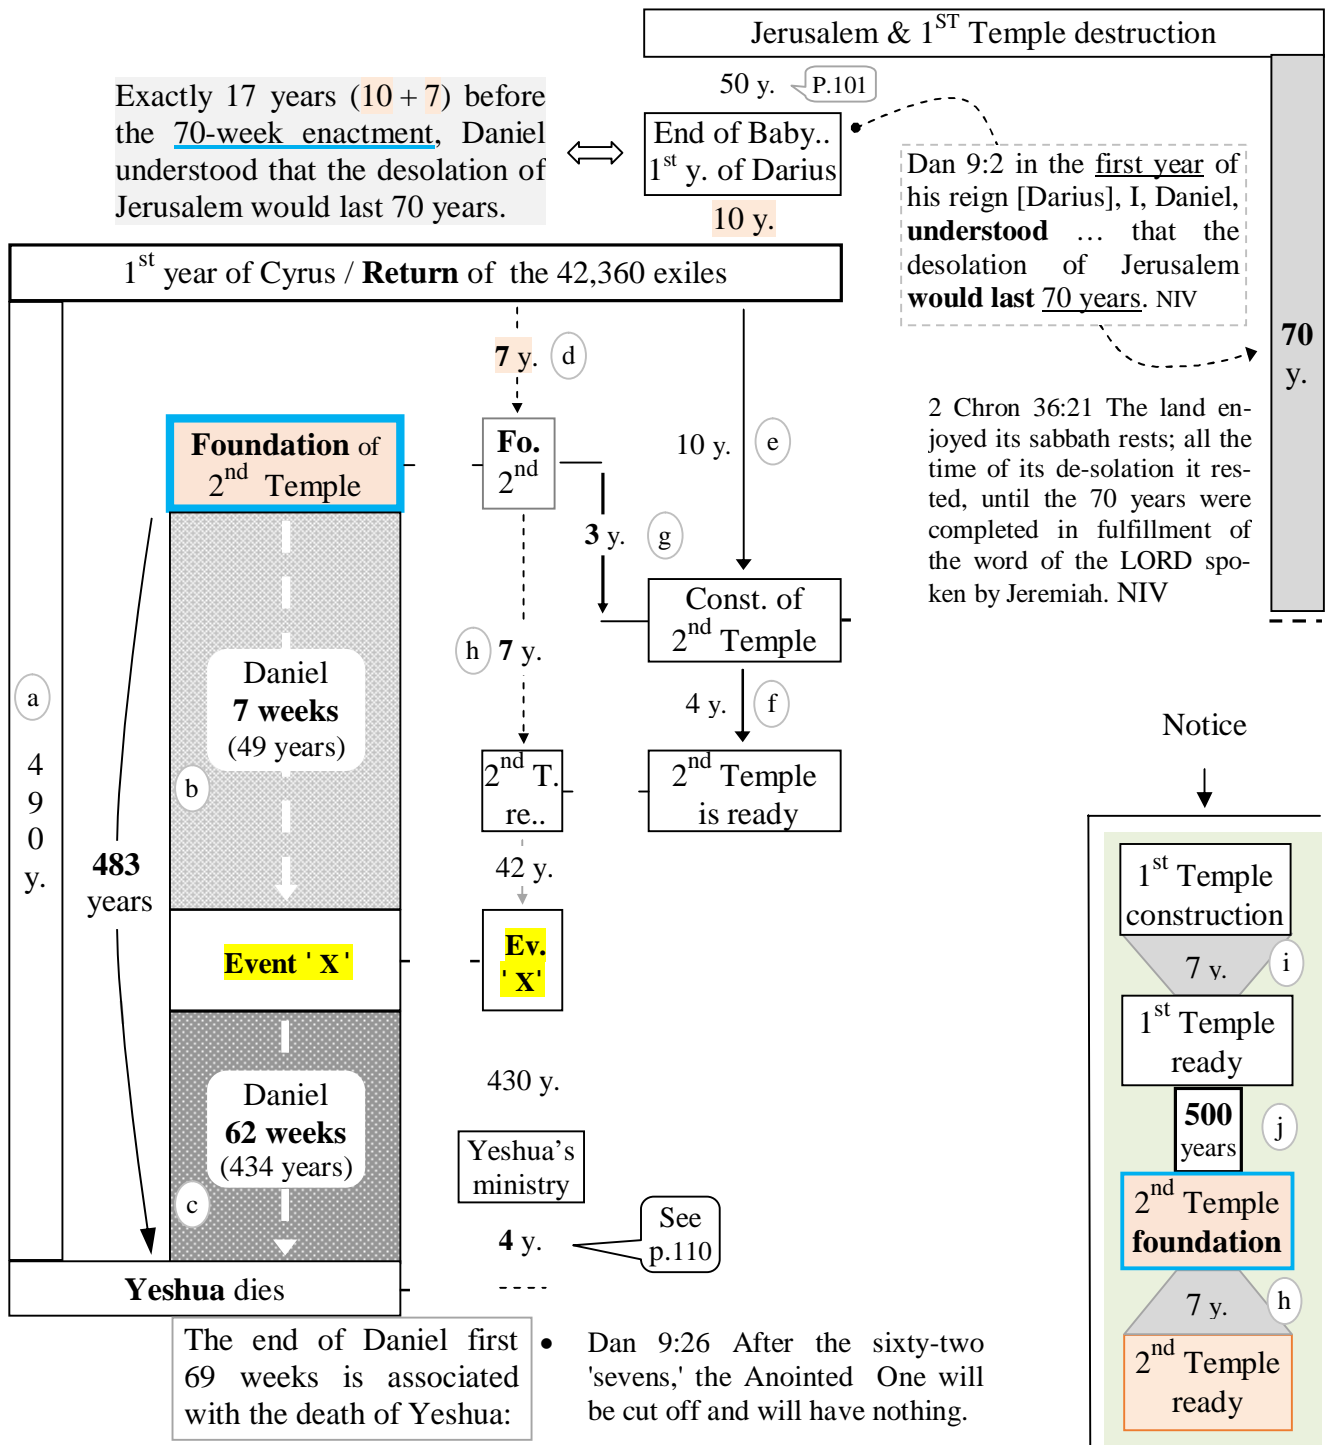 Jerusalem & 1ST Temple destruction
50 y.
P.101
Exactly 17 years (10 + 7) before
the 70-week enactment, Daniel
understood that the desolation of
Jerusalem would last 70 years.
End of Baby..
1st y. of Darius
10 y.
Dan 9:2 in the first year of
his reign [Darius], I, Daniel,
understood … that the
desolation of Jerusalem
would last 70 years. NIV
70
y.
1st year of Cyrus / Return of the 42,360 exiles
7 y.
d
2 Chron 36:21 The land en-
joyed its sabbath rests; all the
time of its de-solation it res-
ted, until the 70 years were
completed in fulfillment of
the word of the LORD spo-
ken by Jeremiah. NIV
Foundation of
2nd Temple
Fo.
2nd
10 y.
e
3 y.
g
Const. of
2nd Temple
h
7 y.
4 y.
f
Daniel
7 weeks
(49 years)
a
4
9
0
y.
b
2nd T.
re..
2nd Temple
is ready
483
years
42 y.
Event ' X '
Ev.
' X'
Daniel
62 weeks
(434 years)
c
430 y.
Yeshua’s
ministry
4 y.
See
p.110
Yeshua dies
The end of Daniel first
69 weeks is associated
with the death of Yeshua:
• Dan 9:26 After the sixty-two
'sevens,' the Anointed One will
be cut off and will have nothing.
Notice
1st Temple
construction
7 y.
i
1st Temple
ready
500
years
j
2nd Temple
foundation
7 y.
h
2nd Temple
ready